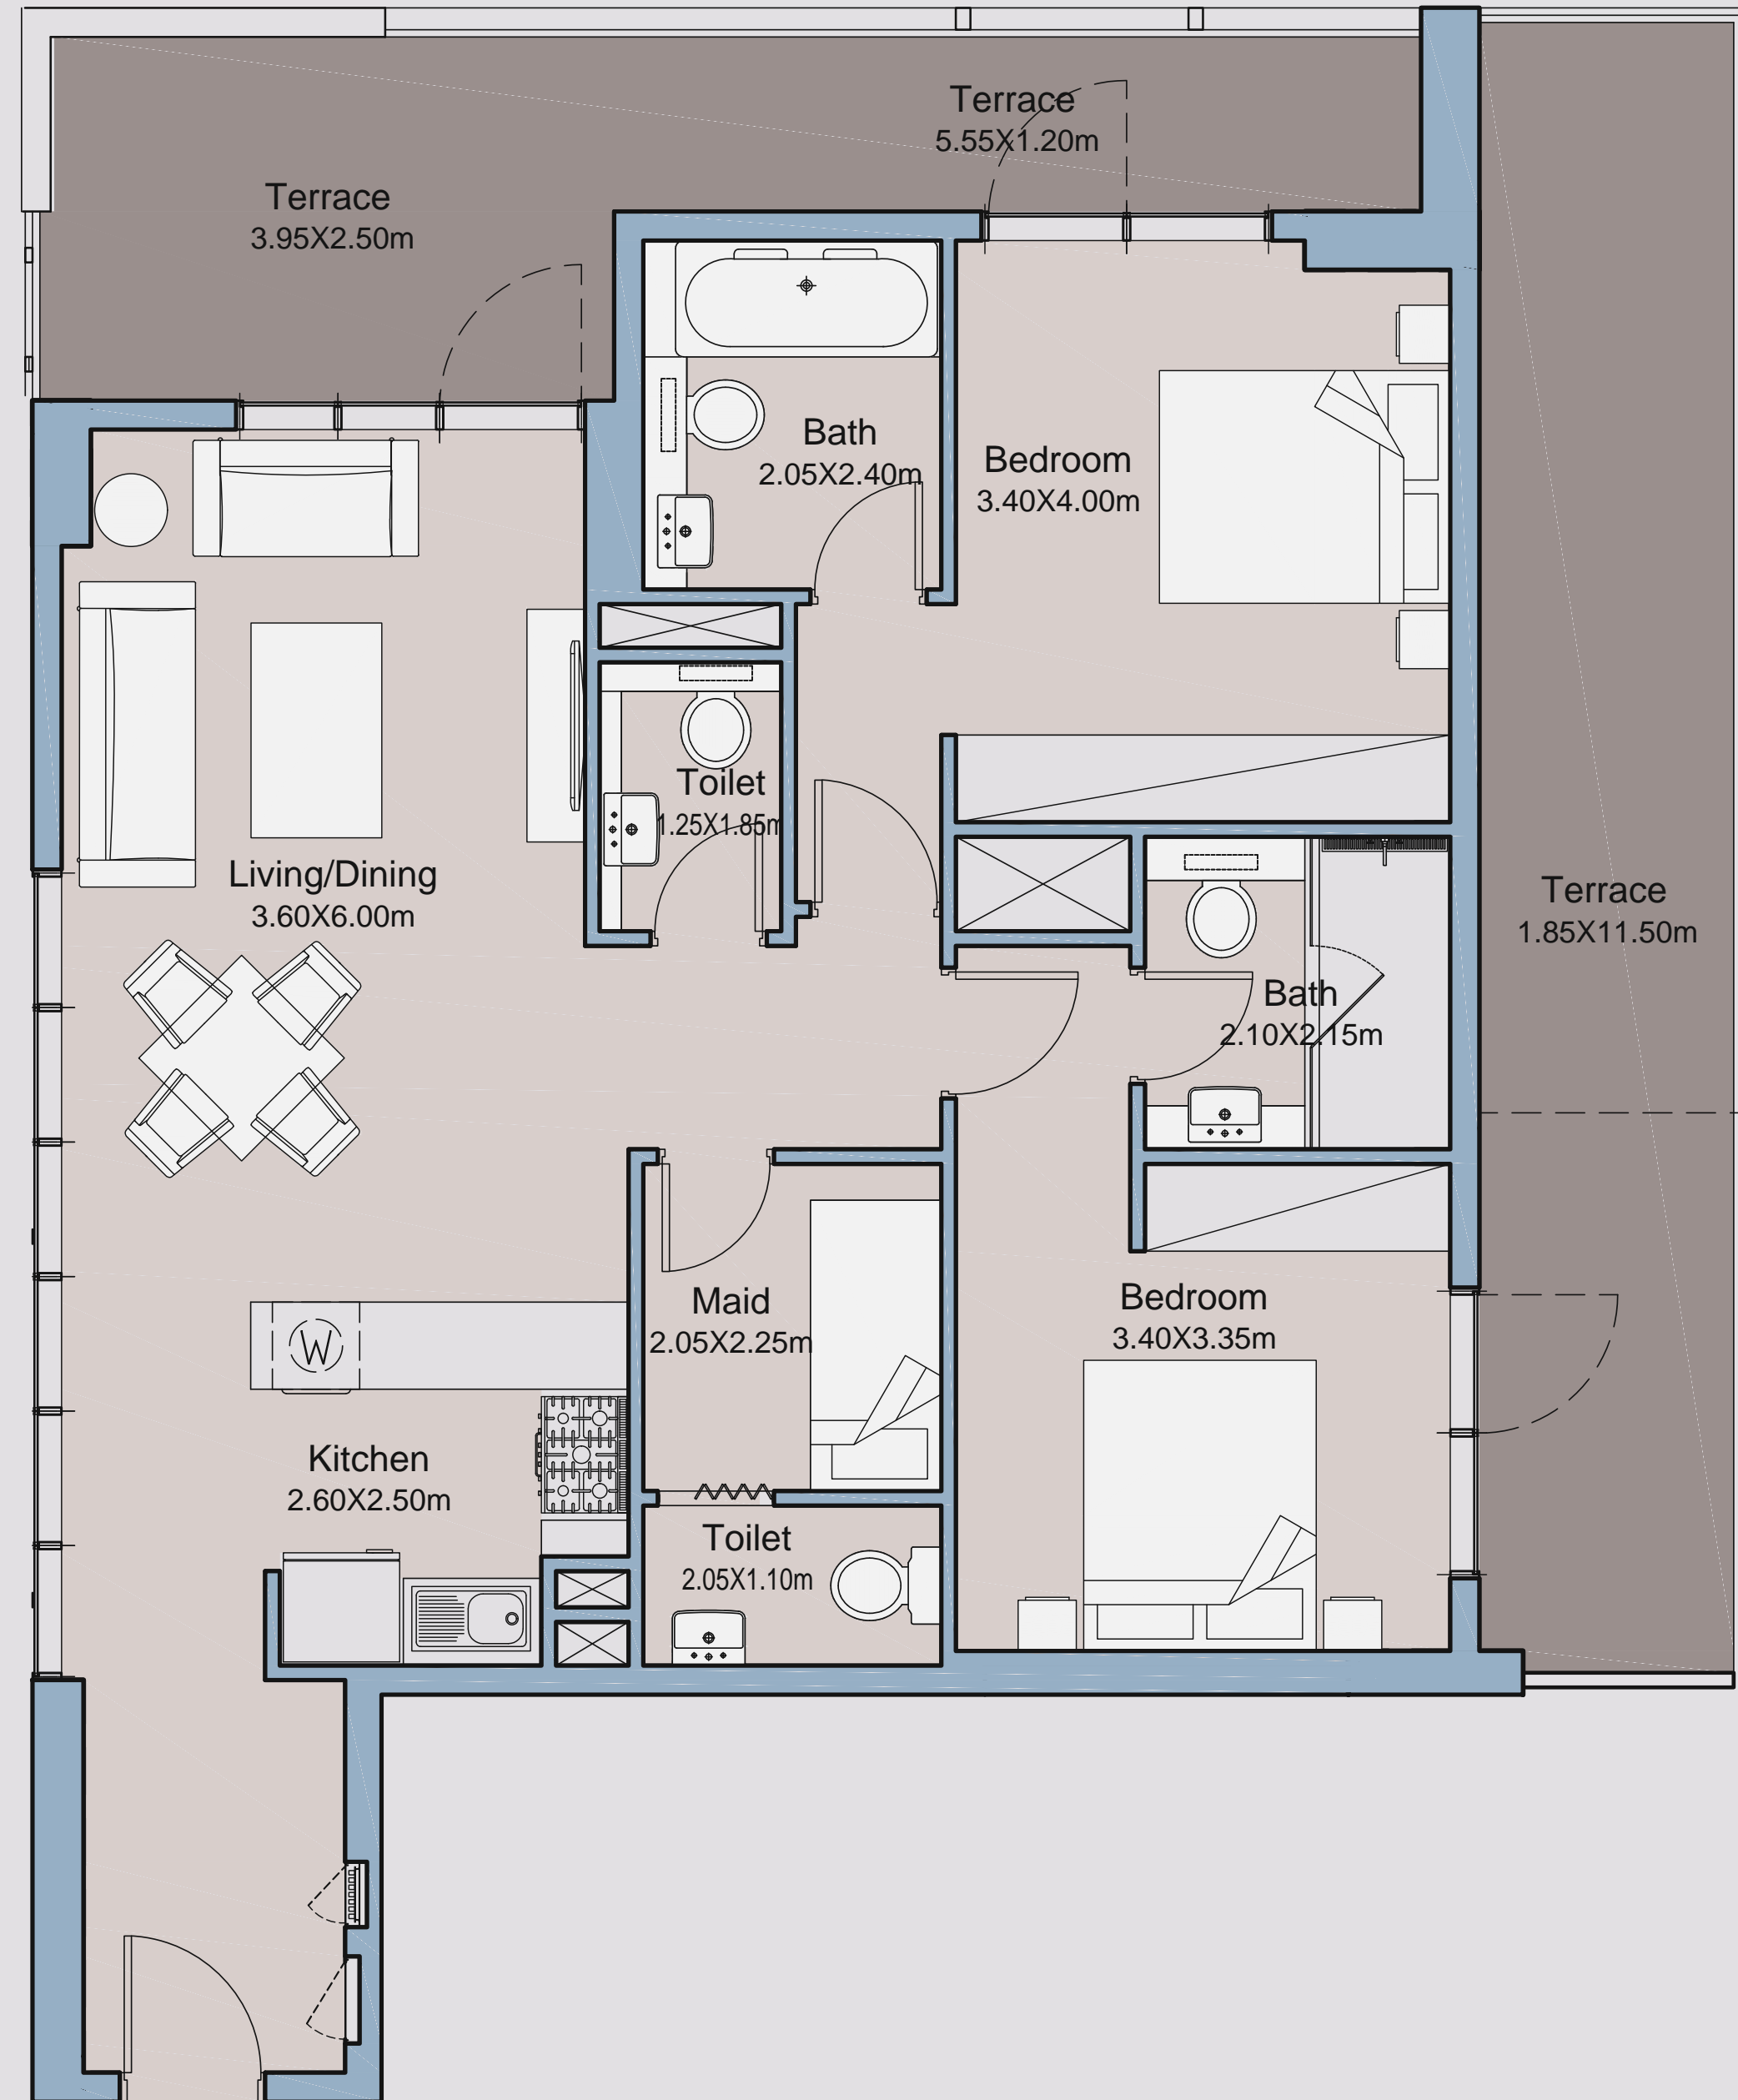 Terrace
5.55X1.20m
Terrace
3.95X2.50m
Bath
2.05X2.40m
Bedroom
3.40X4.00m
Toilet
1.25X1.85m
Living/Dining
3.60X6.00m
Terrace
1.85X11.50m
Bath
2.10X2.15m
Maid
2.05X2.25m
Bedroom
3.40X3.35m
W
Kitchen
2.60X2.50m
Toilet
2.05X1.10m